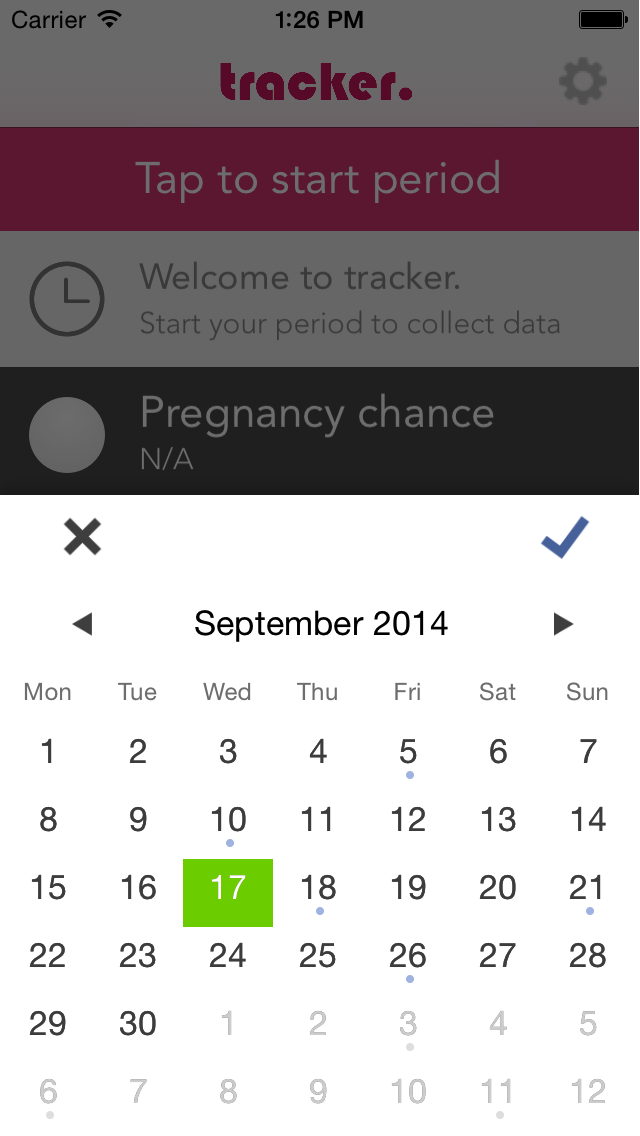 Carrier 1:26 PM
tracker.
Tap to start period
Welcome to tracker.
Start your period to collect data
Pregnancy chance
N/A
September 2014
Mon Tue Wed Thu Fri Sat Sun
1 2 3 4 5 6 7
8 9 10 11 12 13 14
15 16 17 18 19 20 21
22 23 24 25 26 27 28
29 30 1 2 3 4 5
6 7 8 9 10 11 12